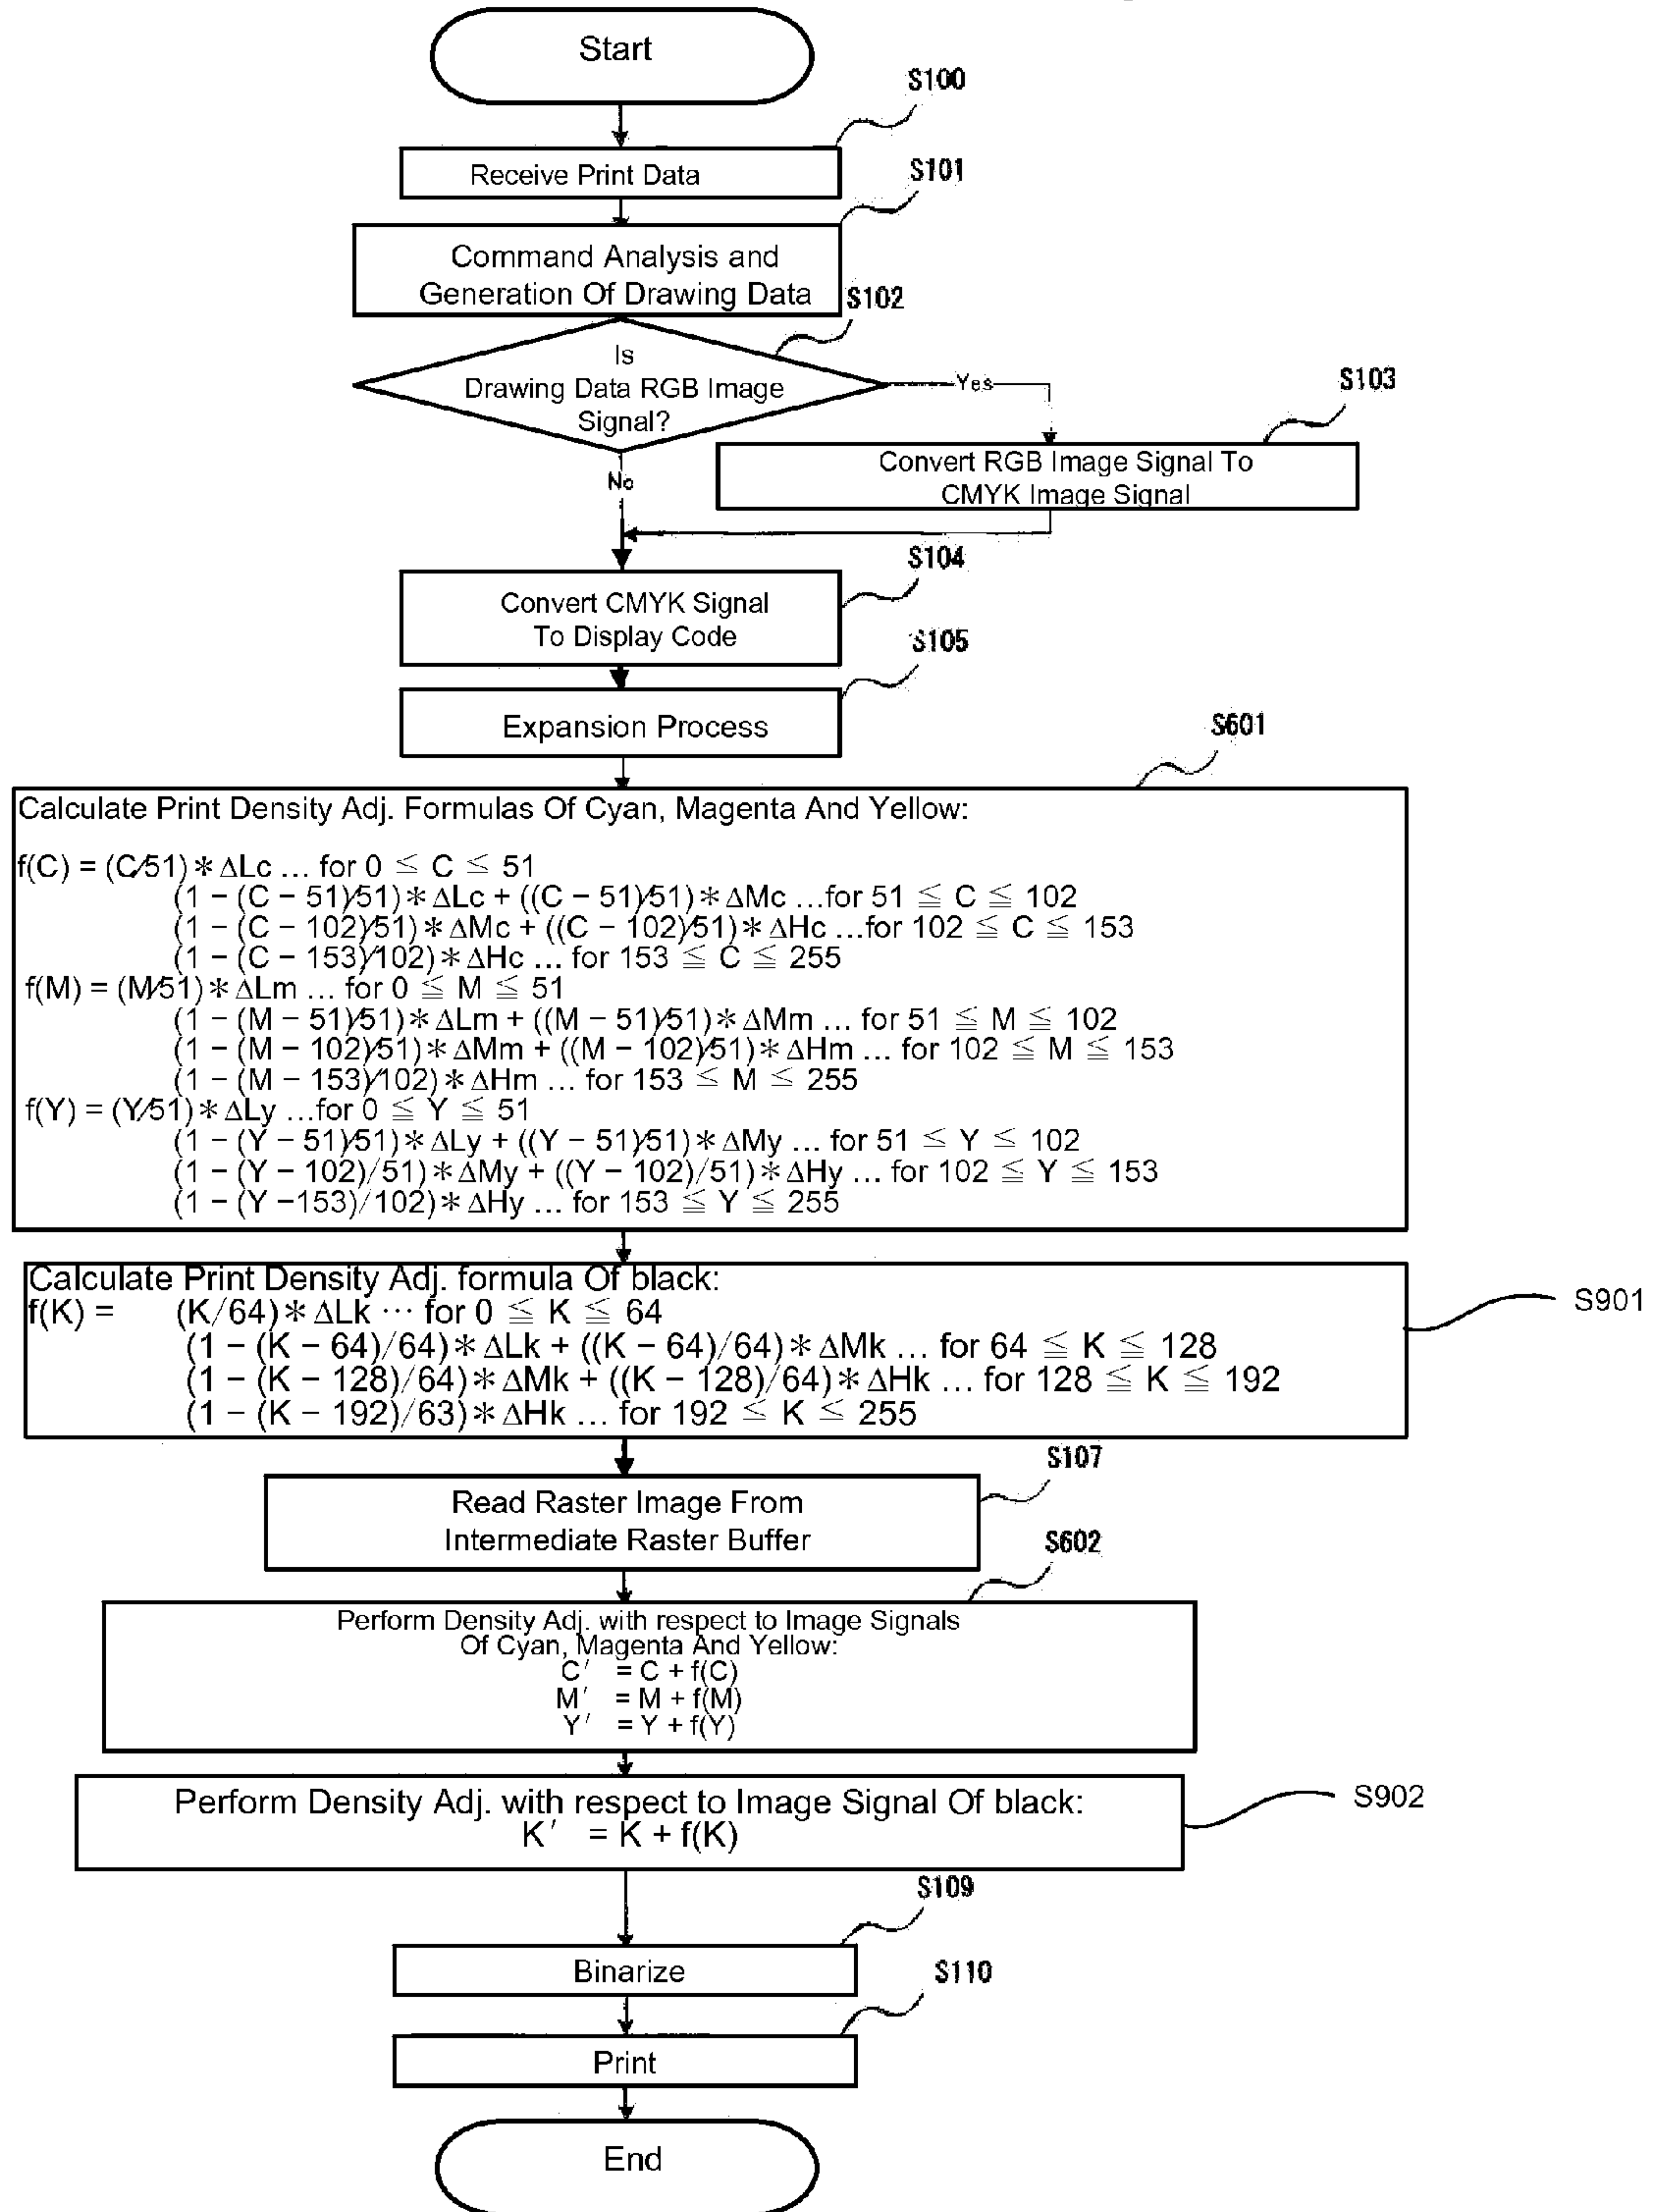 Start
S100
Receive Print Data
S101
Command Analysis and
Generation Of Drawing Data
S102
Is
Drawing Data RGB Image
Signal?
Yes
S103
Convert RGB Image Signal To
CMYK Image Signal
No
S104
Convert CMYK Signal
To Display Code
S105
Expansion Process
S601
Calculate Print Density Adj. Formulas Of Cyan, Magenta And Yellow:
f(C) = (C/51)*ΔLc ... for 0 ≦ C ≦ 51
(1 − (C − 51)/51)*ΔLc + ((C − 51)/51)*ΔMc ...for 51 ≦ C ≦ 102
(1 − (C − 102)/51)*ΔMc + ((C − 102)/51)*ΔHc ...for 102 ≦ C ≦ 153
(1 − (C − 153)/102)*ΔHc ... for 153 ≦ C ≦ 255
f(M) = (M/51)*ΔLm ... for 0 ≦ M ≦ 51
(1 − (M − 51)/51)*ΔLm + ((M − 51)/51)*ΔMm ... for 51 ≦ M ≦ 102
(1 − (M − 102)/51)*ΔMm + ((M − 102)/51)*ΔHm ... for 102 ≦ M ≦ 153
(1 − (M − 153)/102)*ΔHm ... for 153 ≦ M ≦ 255
f(Y) = (Y/51)*ΔLy ...for 0 ≦ Y ≦ 51
(1 − (Y − 51)/51)*ΔLy + ((Y − 51)/51)*ΔMy ... for 51 ≦ Y ≦ 102
(1 − (Y − 102)/51)*ΔMy + ((Y − 102)/51)*ΔHy ... for 102 ≦ Y ≦ 153
(1 − (Y −153)/102)*ΔHy ... for 153 ≦ Y ≦ 255
Calculate Print Density Adj. formula Of black:
f(K) = (K/64)*ΔLk ··· for 0 ≦ K ≦ 64
(1 − (K − 64)/64)*ΔLk + ((K − 64)/64)*ΔMk ... for 64 ≦ K ≦ 128
(1 − (K − 128)/64)*ΔMk + ((K − 128)/64)*ΔHk ... for 128 ≦ K ≦ 192
(1 − (K − 192)/63)*ΔHk ... for 192 ≦ K ≦ 255
S901
S107
Read Raster Image From
Intermediate Raster Buffer
S602
Perform Density Adj. with respect to Image Signals
Of Cyan, Magenta And Yellow:
C′ = C + f(C)
M′ = M + f(M)
Y′ = Y + f(Y)
Perform Density Adj. with respect to Image Signal Of black:
K′ = K + f(K)
S902
S109
Binarize
S110
Print
End